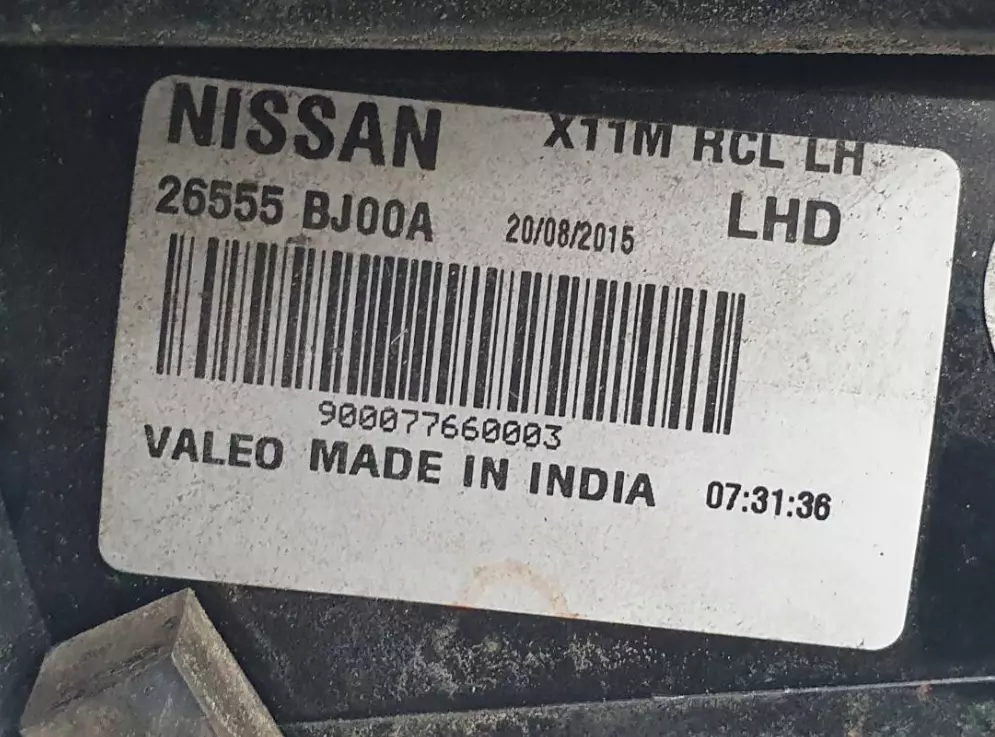 NISSAN X11M RCL LH
26555 BJ00A 20/08/2015 LHD
900077660003
VALEO MADE IN INDIA 07:31:36